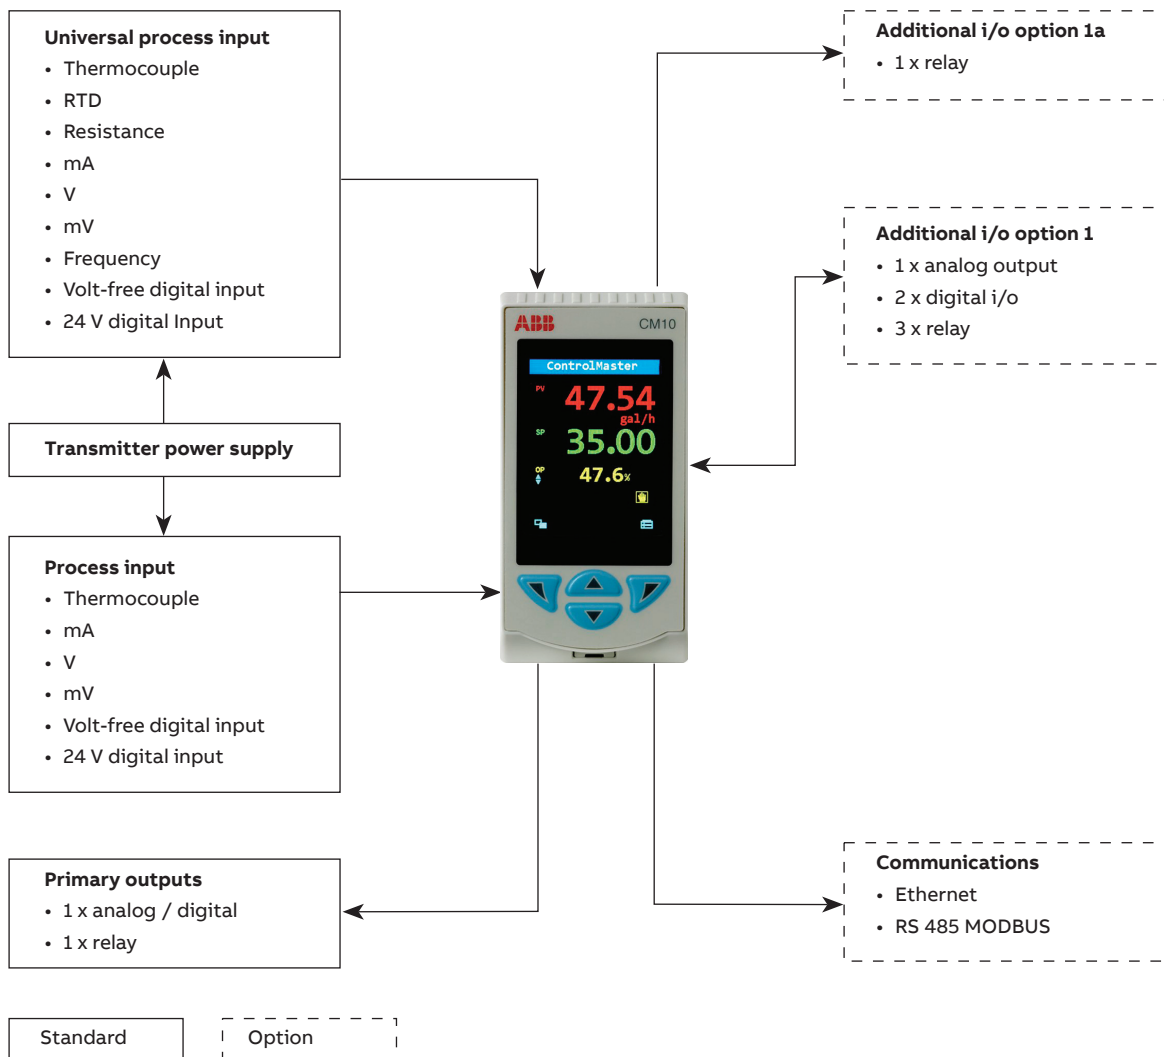 Universal process input
• Thermocouple
• RTD
• Resistance
• mA
• V
• mV
• Frequency
• Volt-free digital input
• 24 V digital Input
Transmitter power supply
Process input
• Thermocouple
• mA
• V
• mV
• Volt-free digital input
• 24 V digital input
Primary outputs
• 1 x analog / digital
• 1 x relay
ABB
CM10
ControlMaster
PV
47.54
gal/h
SP
35.00
OP
47.6%
Additional i/o option 1a
• 1 x relay
Additional i/o option 1
• 1 x analog output
• 2 x digital i/o
• 3 x relay
Communications
• Ethernet
• RS 485 MODBUS
Standard
Option